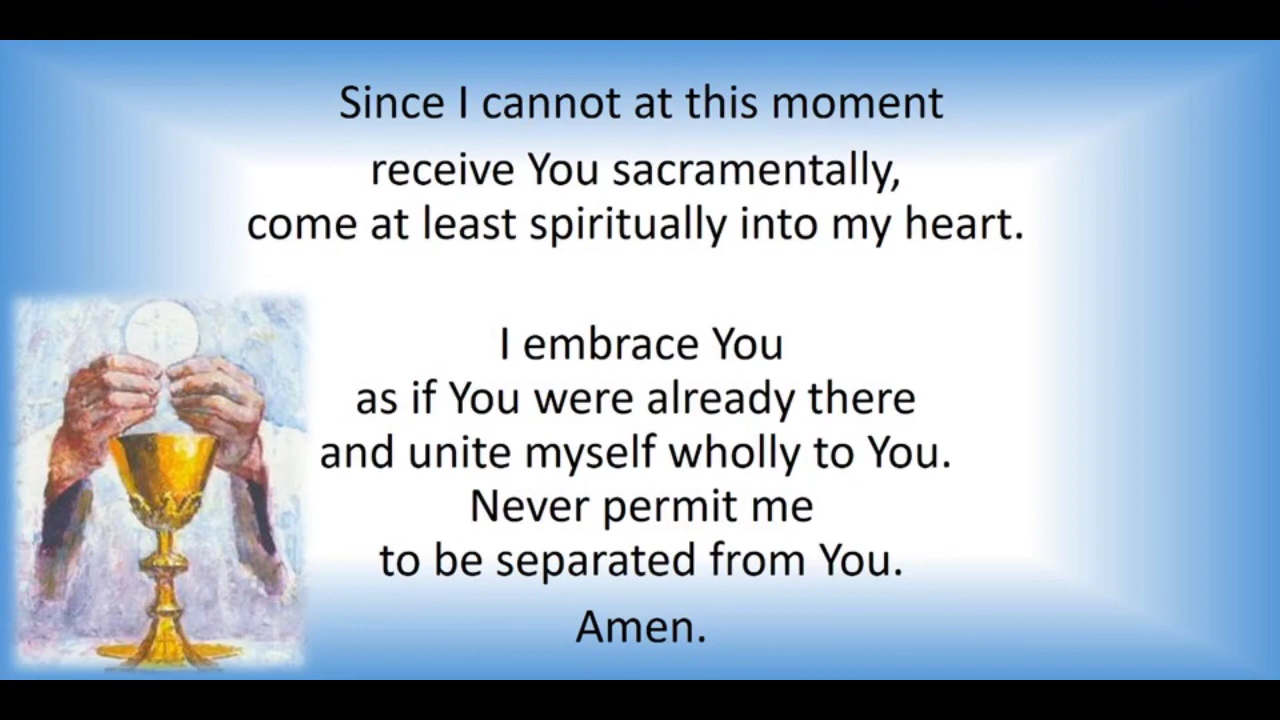 Since I cannot at this moment
receive You sacramentally,
come at least spiritually into my heart.
I embrace You
as if You were already there
and unite myself wholly to You.
Never permit me
to be separated from You.
Amen.